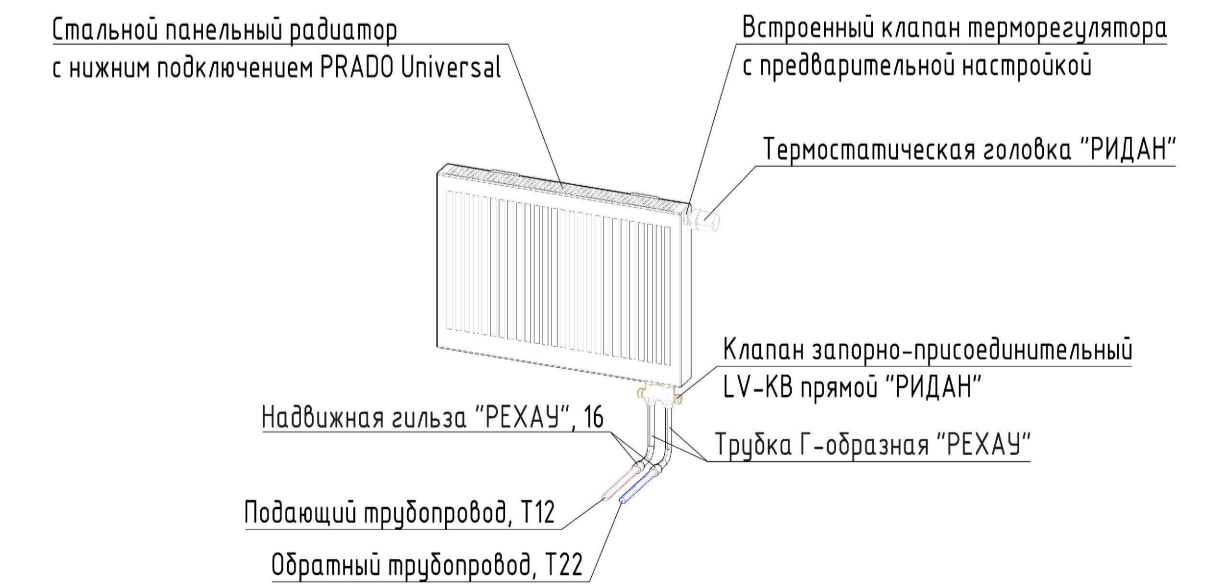 Стальной панельный радиатор
с нижним подключением PRADO Universal
Встроенный клапан терморегулятора
с предварительной настройкой
Термостатическая головка "РИДАН"
Клапан запорно-присоединительный
LV-KB прямой "РИДАН"
Надвижная гильза "РЕХАУ", 16
Трубка Г-образная "РЕХАУ"
Подающий трубопровод, Т12
Обратный трубопровод, Т22